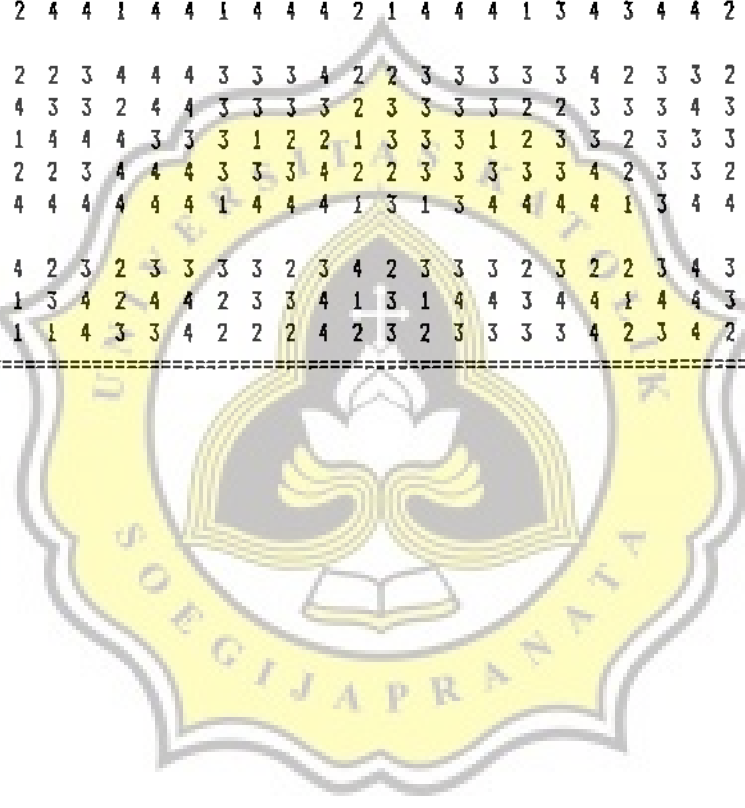 2 4 4 1 4 4 1 4 4 4 2 1 4 4 4 1 3 4 3 4 4 2
2 2 3 4 4 4 3 3 3 4 2 2 3 3 3 3 3 4 2 3 3 2
4 3 3 2 4 4 3 3 3 3 2 3 3 3 3 2 2 3 3 3 4 3
1 4 4 4 3 3 3 1 2 2 1 3 3 3 1 2 3 3 2 3 3 3
2 2 3 4 4 4 3 3 3 4 2 2 3 3 3 3 3 4 2 3 3 2
4 4 4 4 4 4 1 4 4 4 1 3 1 3 4 4 4 4 1 3 4 4
4 2 3 2 3 3 3 3 2 3 4 2 3 3 3 2 3 2 2 3 4 3
1 3 4 2 4 4 2 3 3 4 1 3 1 4 4 3 4 4 1 4 4 3
1 1 4 3 3 4 2 2 2 4 2 3 2 3 3 3 3 4 2 3 4 2
UNIVERSITAS KATOLIK
SOEGIJAPRANATA